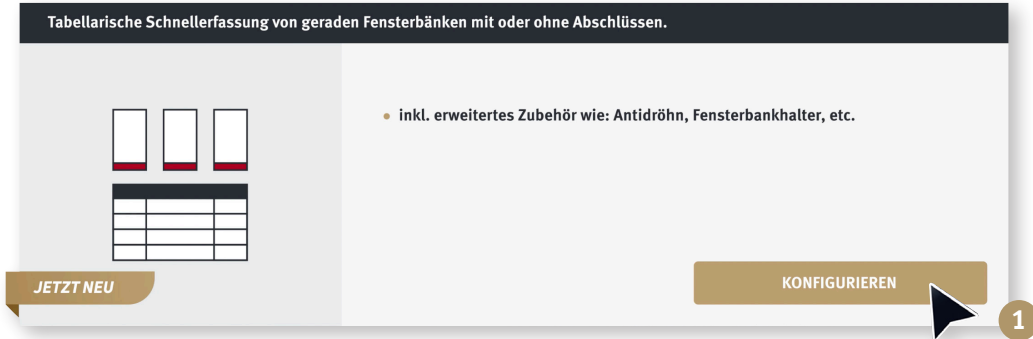 Tabellarische Schnellerfassung von geraden Fensterbänken mit oder ohne Abschlüssen.
• inkl. erweitertes Zubehör wie: Antidröhn, Fensterbankhalter, etc.
JETZT NEU
KONFIGURIEREN
1